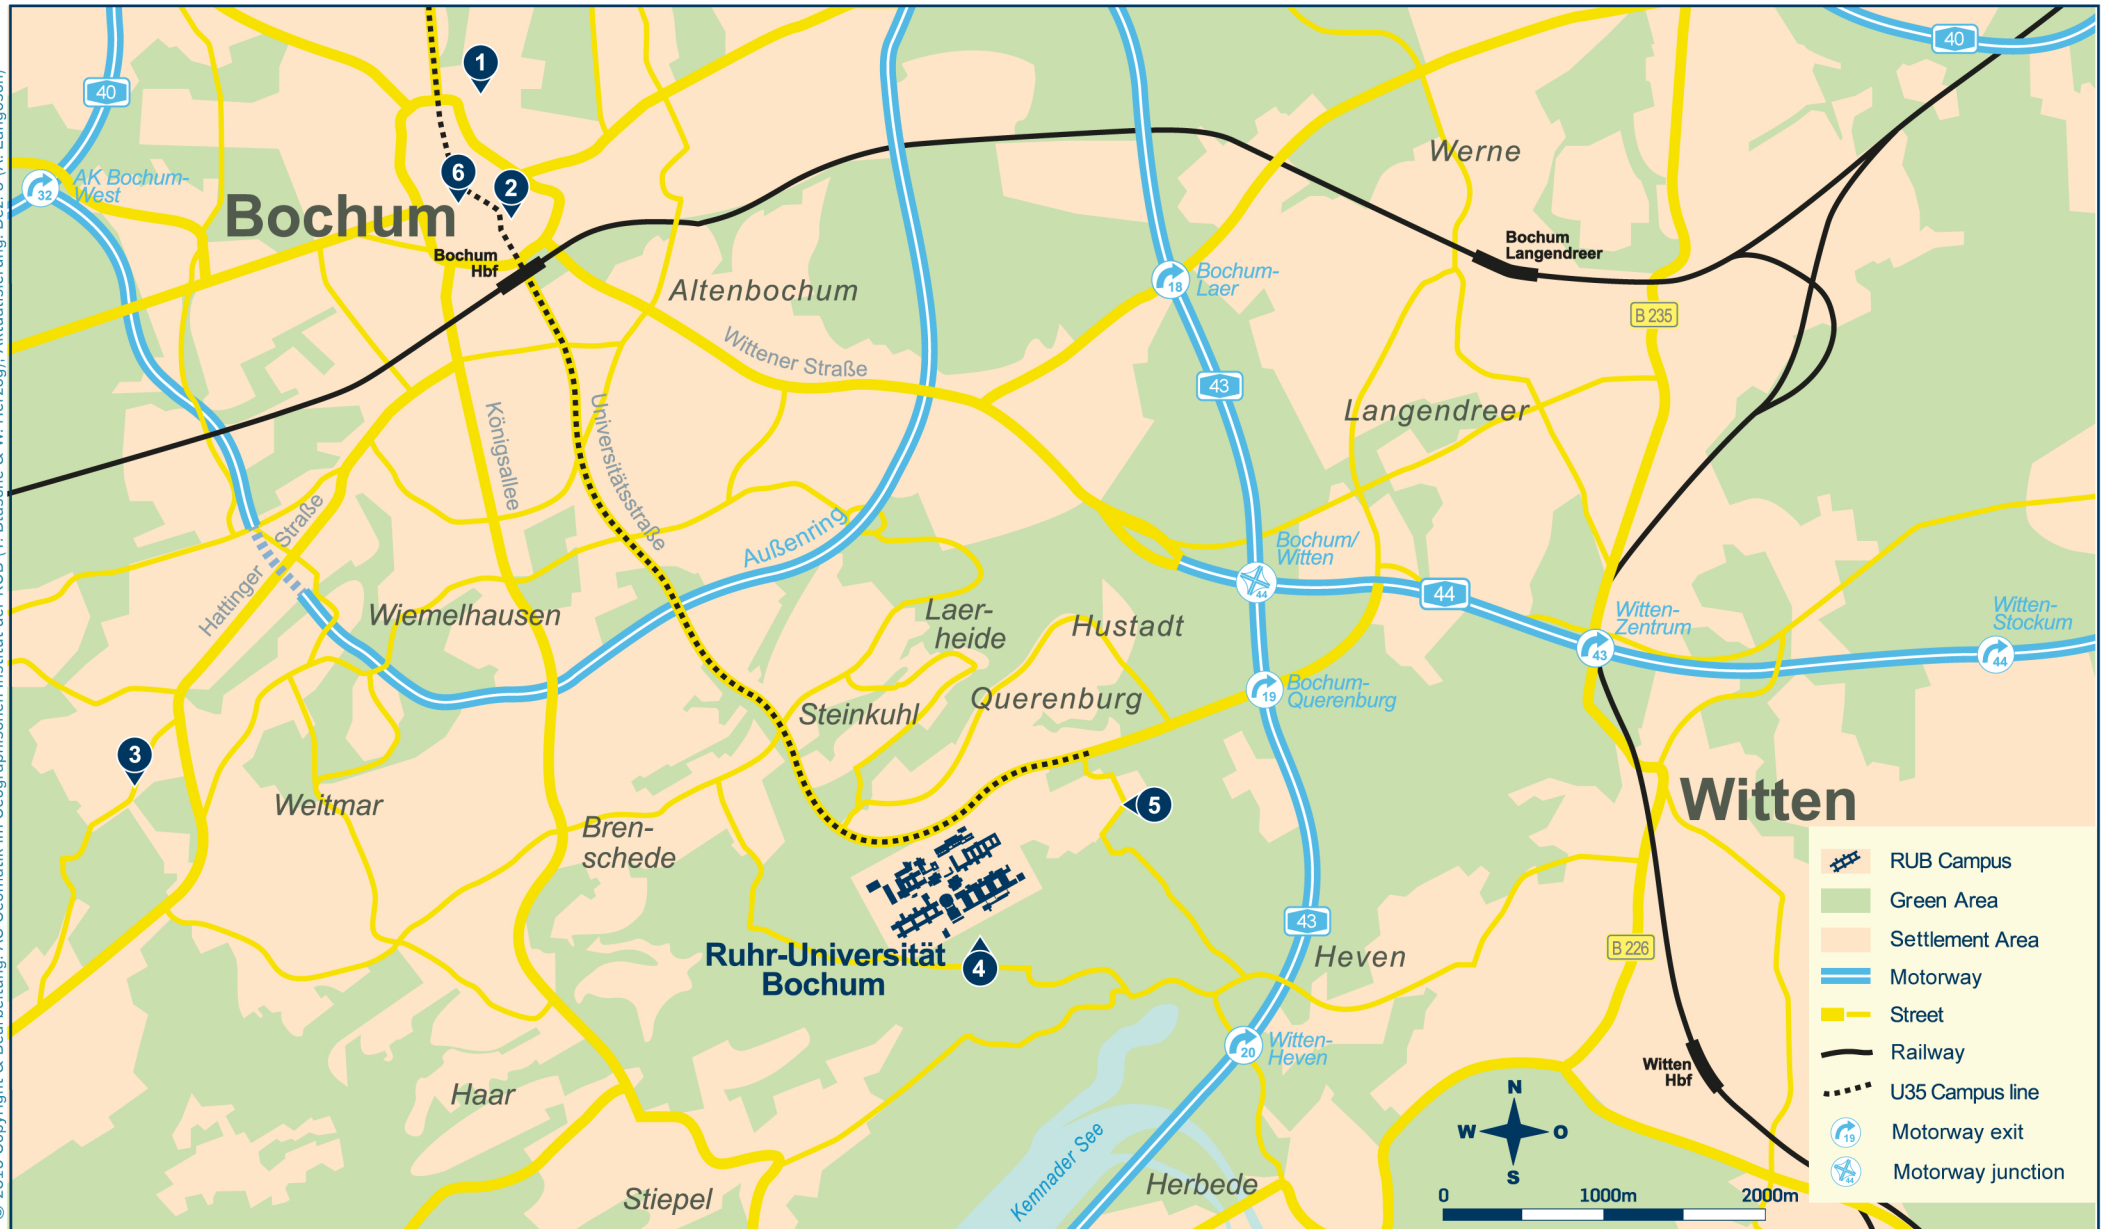 1
40
40
6
2
AK Bochum-
West
32
Bochum
Bochum
Hbf
Werne
Bochum
Langendreer
Altenbochum
Bochum-
Laer
18
B 235
Wittener Straße
43
Königsallee
Universitätsstraße
Langendreer
Hattinger Straße
Außenring
Bochum/
Witten
44
44
Wiemelhausen
Laer-
heide
Hustadt
Witten-
Zentrum
43
Witten-
Stockum
44
Querenburg
Bochum-
Querenburg
19
Steinkuhl
3
Weitmar
5
Witten
Bren-
schede
RUB Campus
Green Area
Settlement Area
Motorway
Street
Railway
U35 Campus line
19
Motorway exit
44
Motorway junction
43
Ruhr-Universität
Bochum
4
Heven
B 226
Witten-
Heven
20
Witten
Hbf
Haar
Kemnader See
N
W
O
S
Herbede
Stiepel
0
1000m
2000m